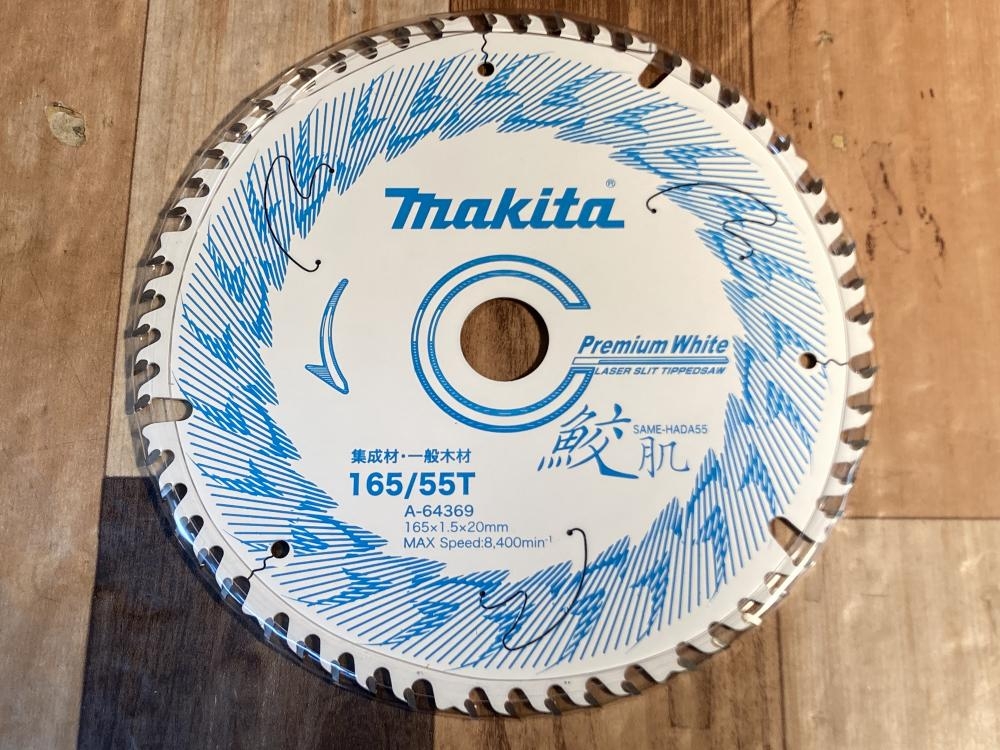 makita®
Premium White
LASER SLIT TIPPEDSAW
鮫肌
SAME-HADA55
集成材・一般木材
165/55T
A-64369
165×1.5×20mm
MAX Speed:8,400min⁻¹